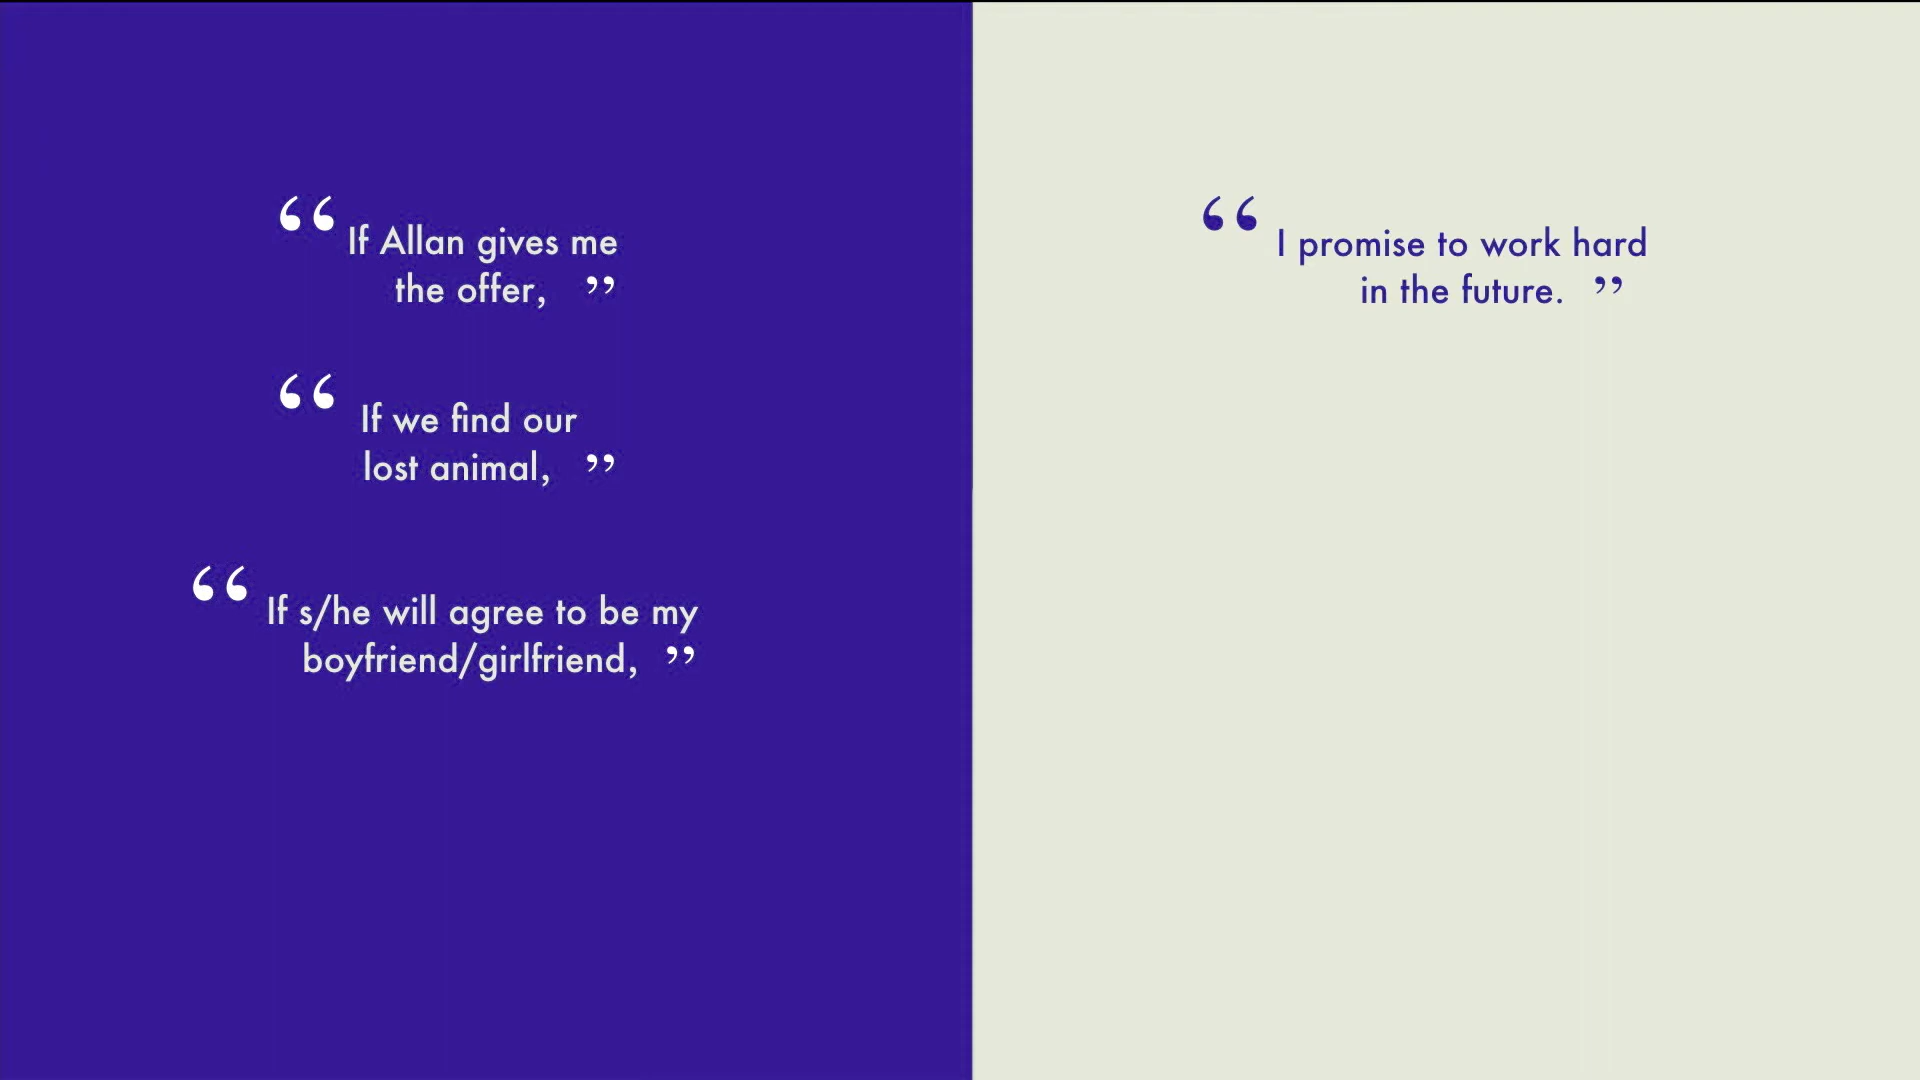 “ If Allan gives me
the offer, ”
“ If we find our
lost animal, ”
“ If s/he will agree to be my
boyfriend/girlfriend, ”
“ I promise to work hard
in the future. ”